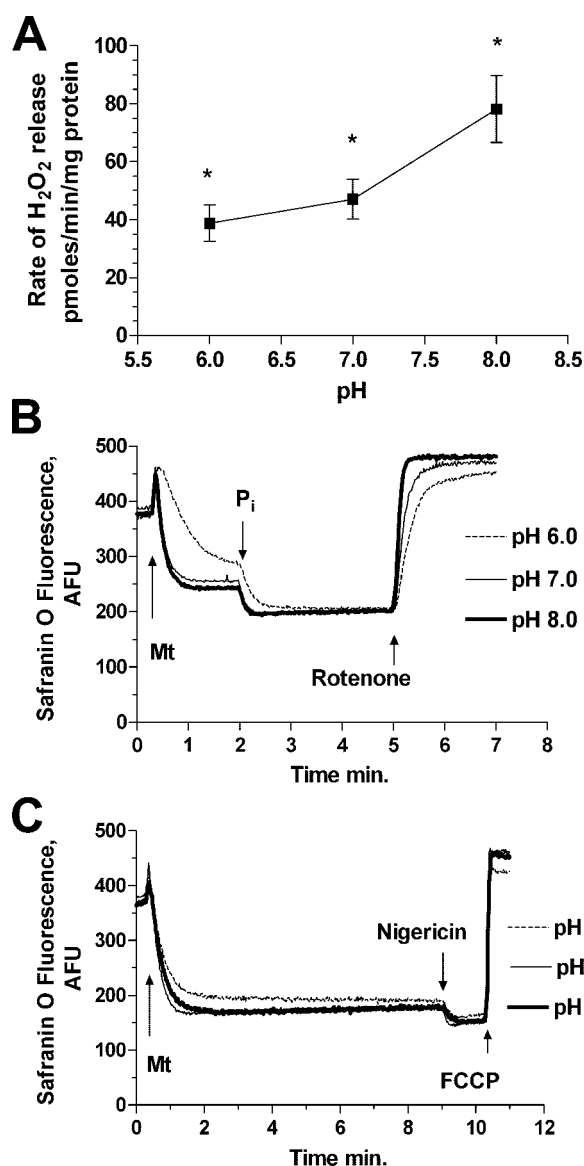 A
Rate of H₂O₂ release
pmoles/min/mg protein
100
80
60
40
20
0
*
*
*
5.5
6.0
6.5
7.0
7.5
8.0
8.5
pH
B
Safranin O Fluorescence,
AFU
500
400
300
200
100
0
Pᵢ
Mt
Rotenone
pH 6.0
pH 7.0
pH 8.0
0
1
2
3
4
5
6
7
8
Time min.
C
Safranin O Fluorescence,
AFU
500
400
300
200
100
0
Nigericin
Mt
FCCP
pH
pH
pH
0
2
4
6
8
10
12
Time min.